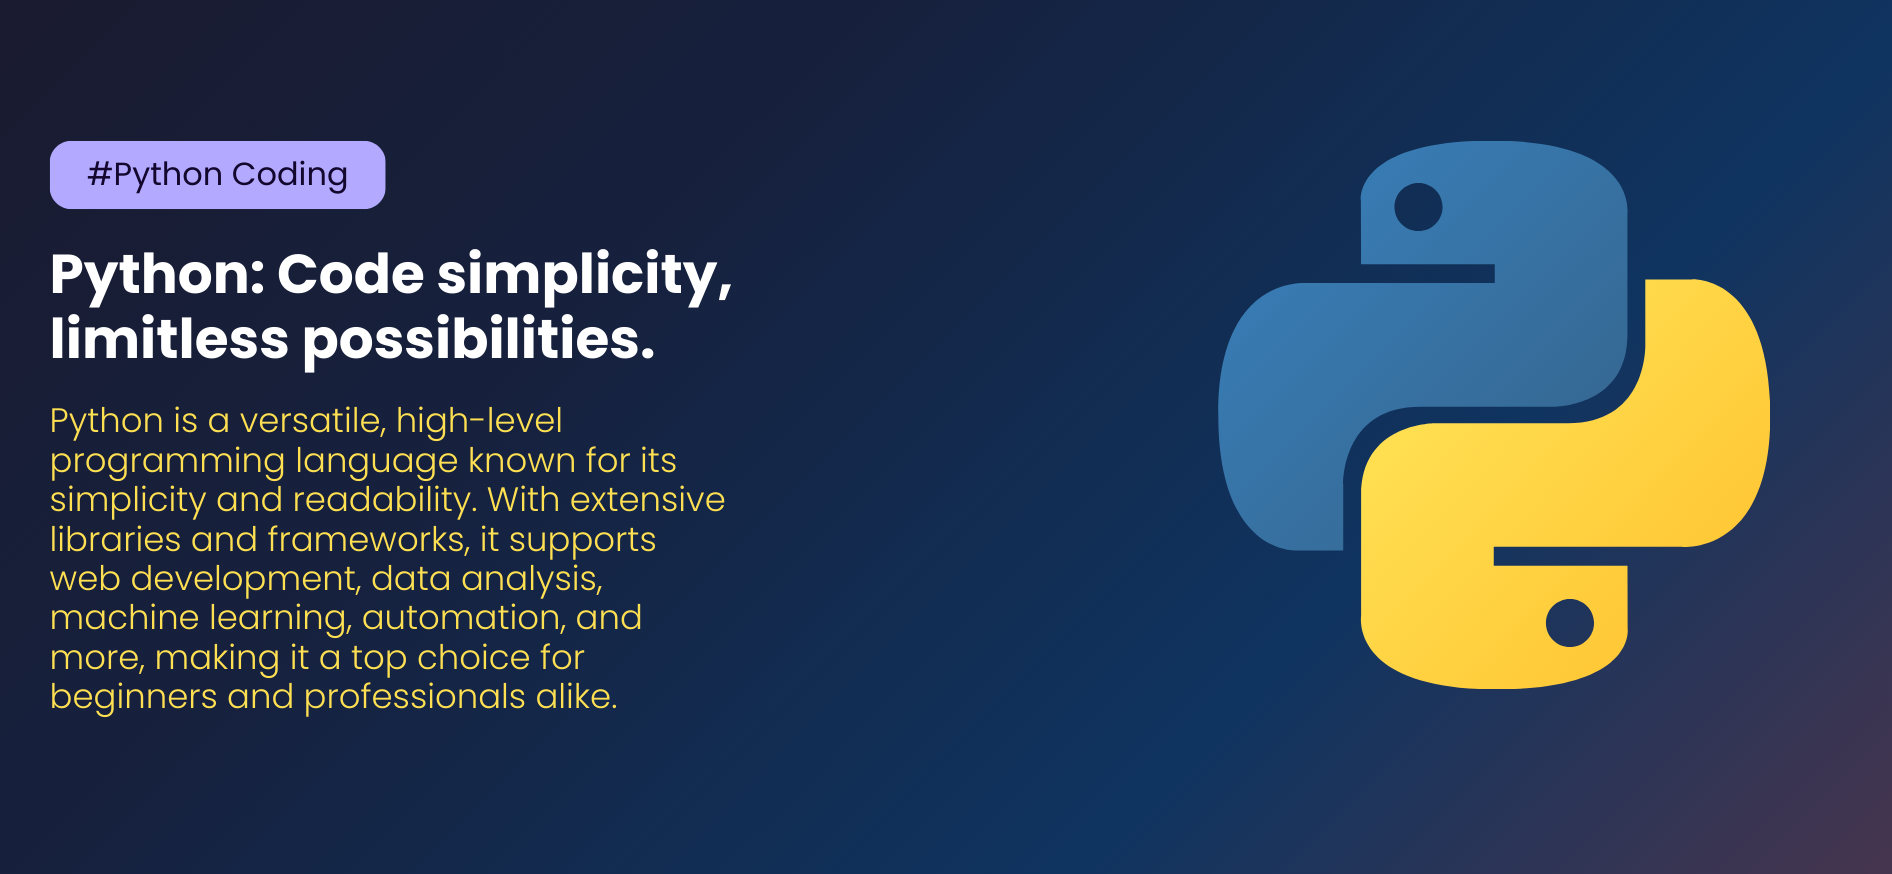 #Python Coding
Python: Code simplicity,
limitless possibilities.
Python is a versatile, high-level
programming language known for its
simplicity and readability. With extensive
libraries and frameworks, it supports
web development, data analysis,
machine learning, automation, and
more, making it a top choice for
beginners and professionals alike.